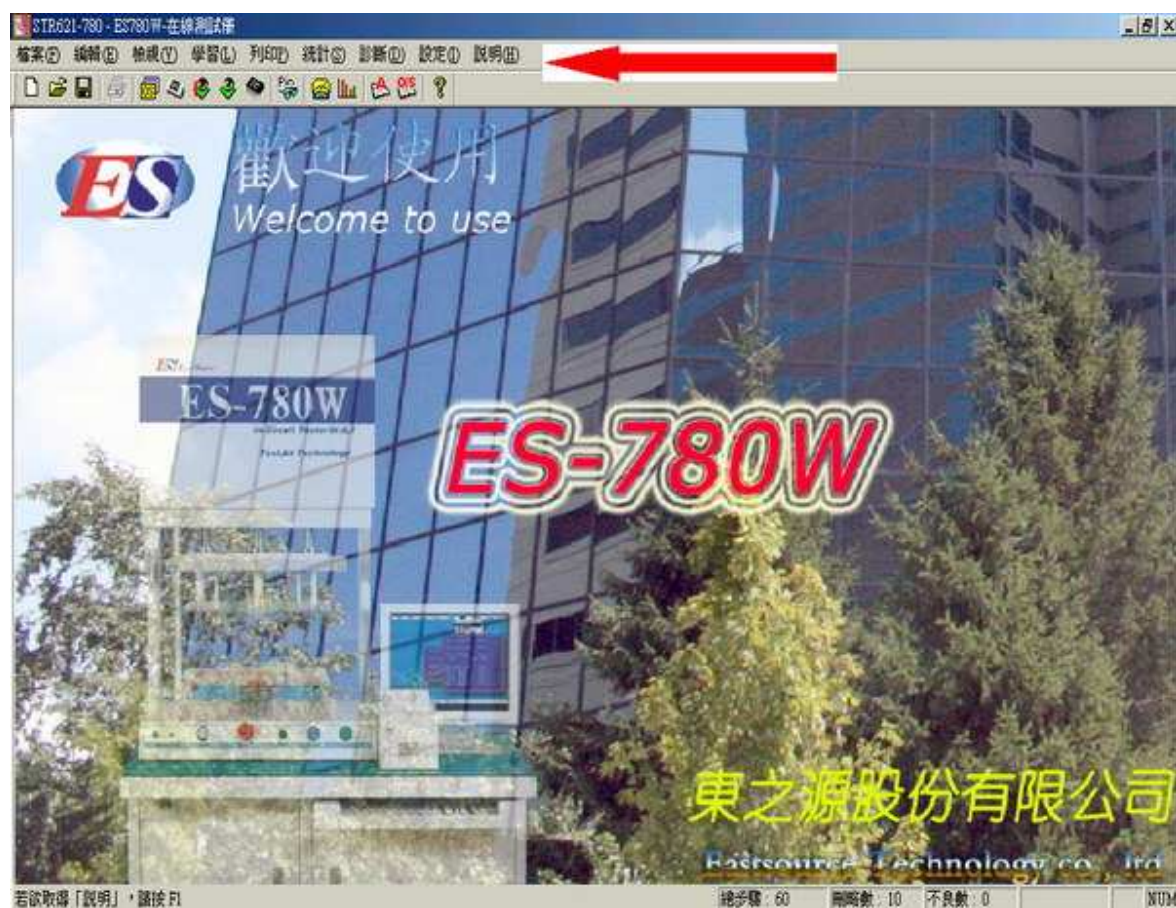 STR621-780 - ES780W-在線測試儀
檔案(F) 編輯(E) 檢視(V) 學習(L) 列印P) 統計(S) 診斷(D) 設定(I) 說明(H)
ES
歡迎使用
Welcome to use
ES
ES-780W
ES-780W
東之源股份有限公司
Eastsource Technology co., ltd
若欲取得「說明」，請按 F1
總步驟：60 刪略數：10 不良數：0 NUM